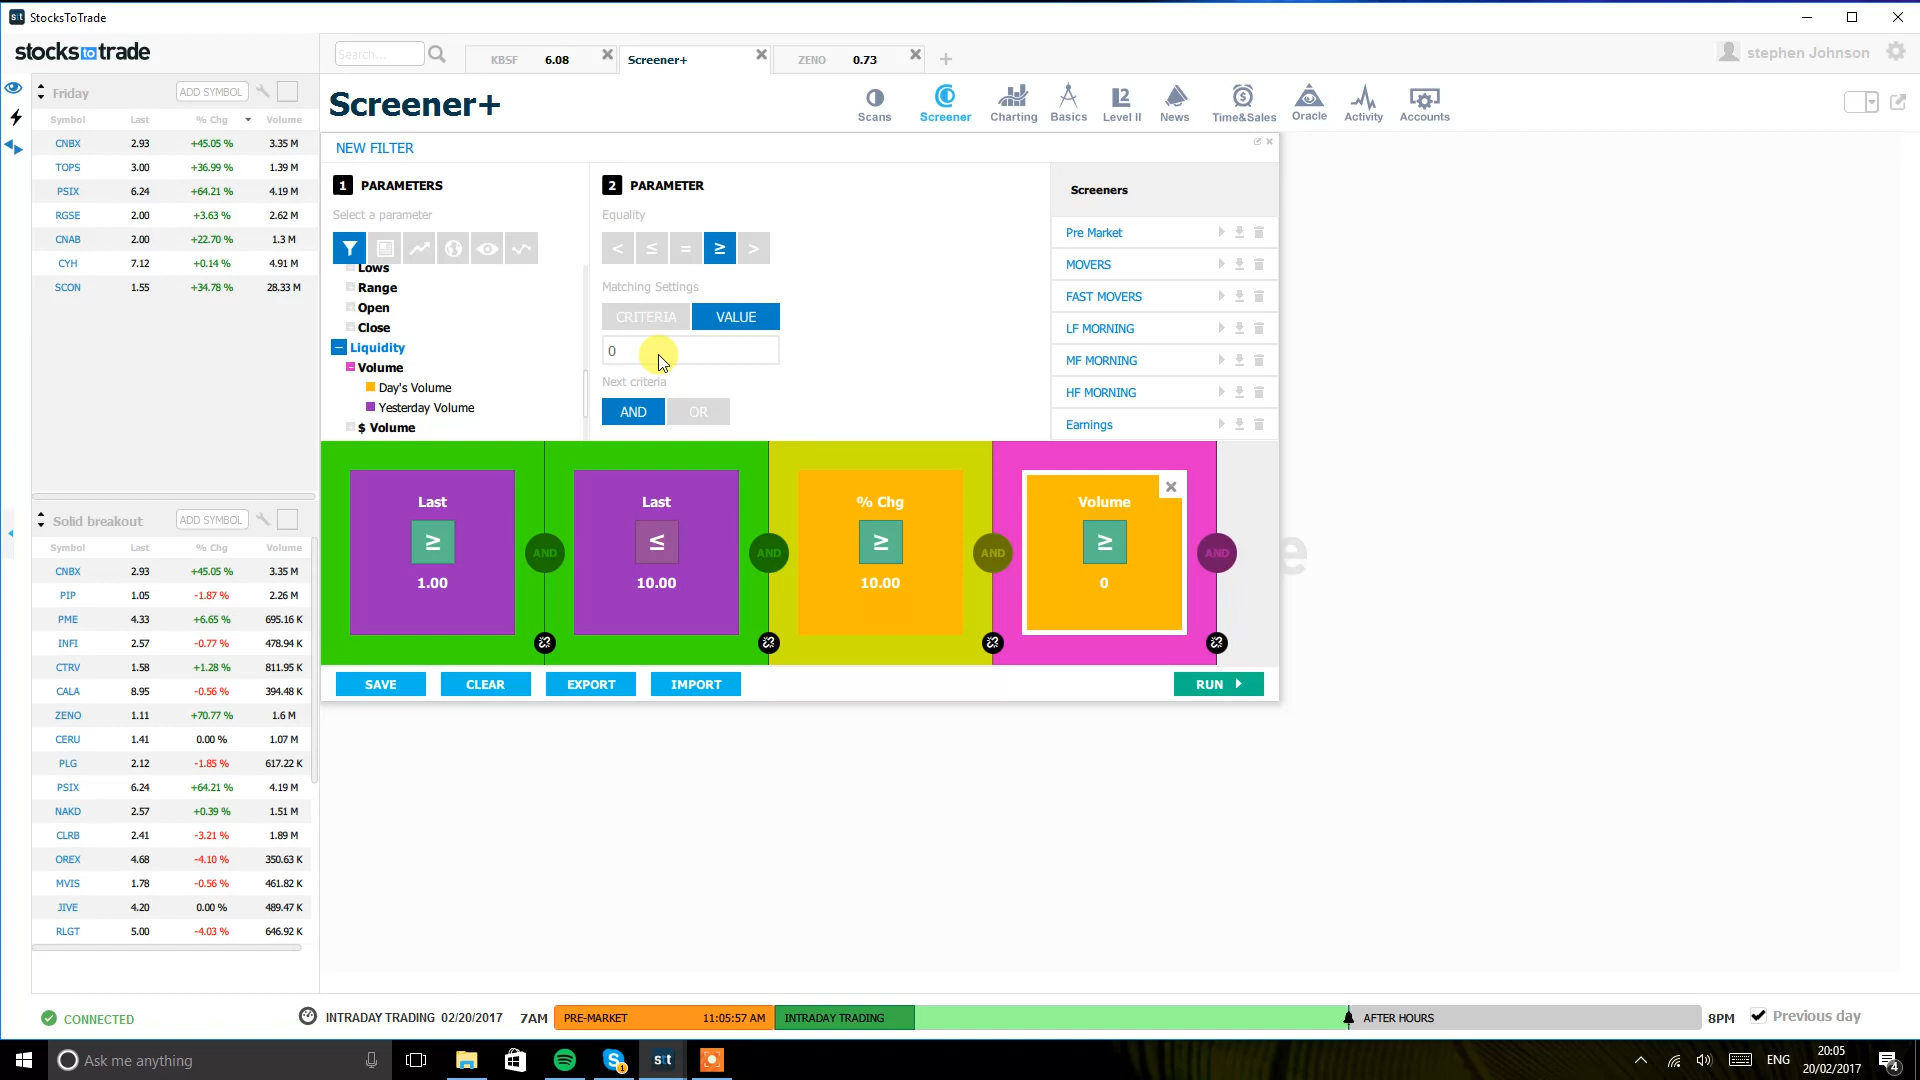 stt StocksToTrade
stockstotrade
Search...
KBSF 6.08
Screener+
ZENO 0.73
stephen Johnson
Friday
ADD SYMBOL
Symbol Last % Chg Volume
CNBX 2.93 +45.05 % 3.35 M
TOPS 3.00 +36.99 % 1.39 M
PSIX 6.24 +64.21 % 4.19 M
RGSE 2.00 +3.63 % 2.62 M
CNAB 2.00 +22.70 % 1.3 M
CYH 7.12 +0.14 % 4.91 M
SCON 1.55 +34.78 % 28.33 M
Solid breakout
ADD SYMBOL
Symbol Last % Chg Volume
CNBX 2.93 +45.05 % 3.35 M
PIP 1.05 -1.87 % 2.26 M
PME 4.33 +6.65 % 695.16 K
INFI 2.57 -0.77 % 478.94 K
CTRV 1.58 +1.28 % 811.95 K
CALA 8.95 -0.56 % 394.48 K
ZENO 1.11 +70.77 % 1.6 M
CERU 1.41 0.00 % 1.07 M
PLG 2.12 -1.85 % 617.22 K
PSIX 6.24 +64.21 % 4.19 M
NAKD 2.57 +0.39 % 1.51 M
CLRB 2.41 -3.21 % 1.89 M
OREX 4.68 -4.10 % 350.63 K
MVIS 1.78 -0.56 % 461.82 K
JIVE 4.20 0.00 % 489.47 K
RLGT 5.00 -4.03 % 646.92 K
Screener+
Scans
Screener
Charting
Basics
L2
Level II
News
Time&Sales
Oracle
Activity
Accounts
NEW FILTER
1 PARAMETERS
Select a parameter
Lows
Range
Open
Close
Liquidity
Volume
Day's Volume
Yesterday Volume
$ Volume
2 PARAMETER
Equality
< ≤ = ≥ >
Matching Settings
CRITERIA VALUE
0
Next criteria
AND OR
Screeners
Pre Market
MOVERS
FAST MOVERS
LF MORNING
MF MORNING
HF MORNING
Earnings
Last
≥
1.00
AND
Last
≤
10.00
AND
% Chg
≥
10.00
AND
Volume
≥
0
AND
e
SAVE CLEAR EXPORT IMPORT RUN
CONNECTED
INTRADAY TRADING 02/20/2017 7AM
PRE-MARKET 11:05:57 AM
INTRADAY TRADING
AFTER HOURS
8PM
Previous day
Ask me anything
1
stt
ENG
20:05
20/02/2017
4